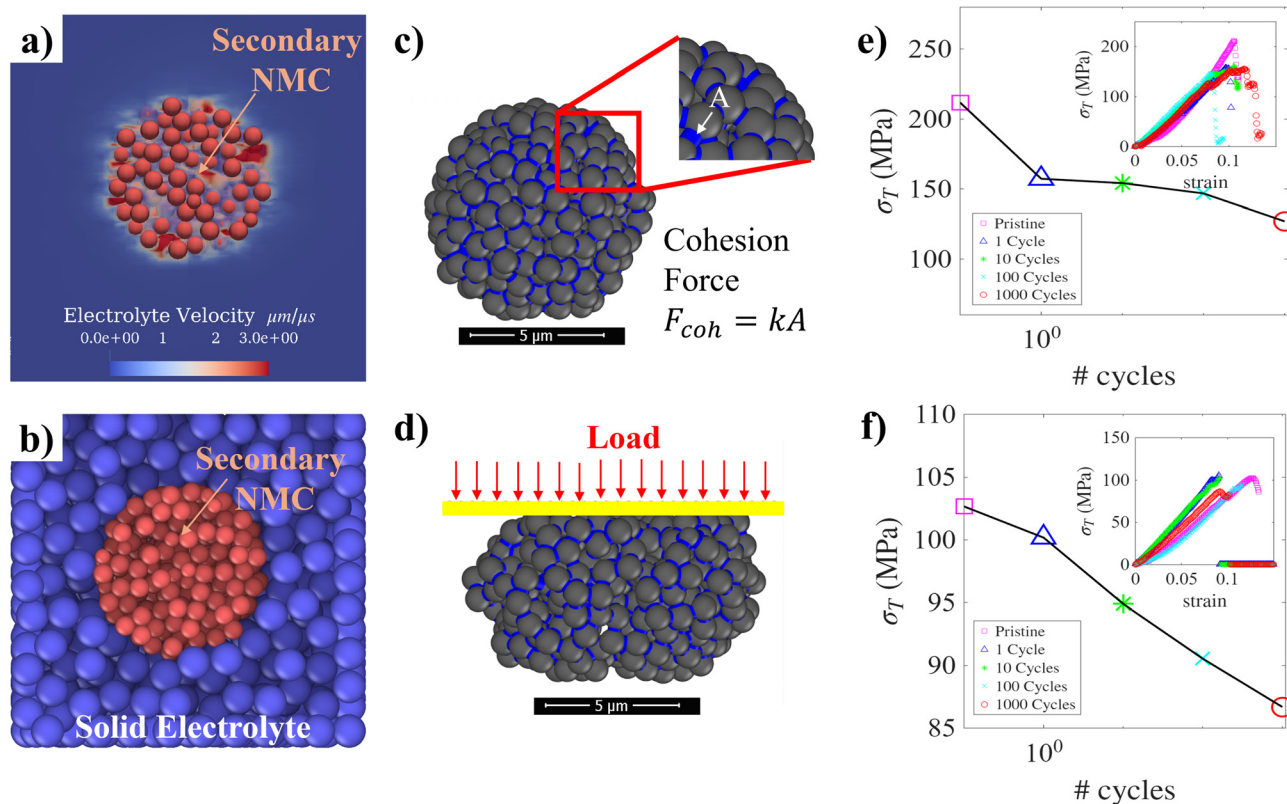 a)
Secondary
NMC
Electrolyte Velocity μm/μs
0.0e+00 1 2 3.0e+00
b)
Secondary
NMC
Solid Electrolyte
c)
A
Cohesion
Force
F_coh = kA
5 μm
d)
Load
5 μm
e)
σ_T (MPa)
250
200
150
100
10^0
# cycles
Pristine
1 Cycle
10 Cycles
100 Cycles
1000 Cycles
σ_T (MPa)
200
100
0
0 0.05 0.1
strain
f)
σ_T (MPa)
110
105
100
95
90
85
10^0
# cycles
Pristine
1 Cycle
10 Cycles
100 Cycles
1000 Cycles
σ_T (MPa)
150
100
50
0
0 0.05 0.1
strain